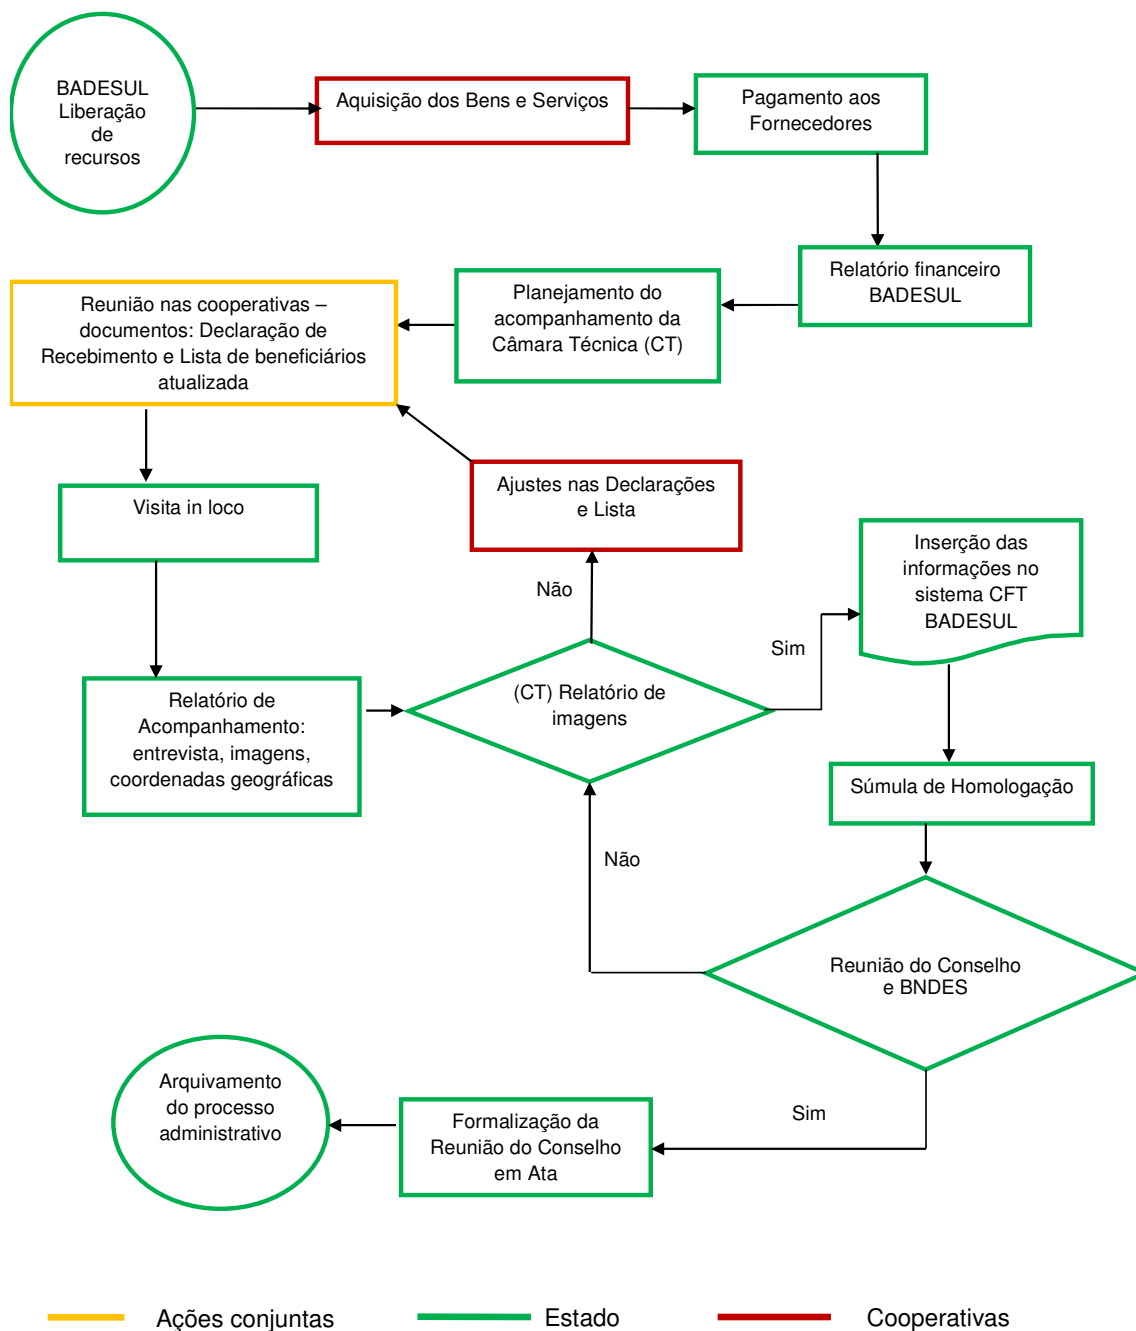 BADESUL
Liberação
de
recursos
Aquisição dos Bens e Serviços
Pagamento aos
Fornecedores
Relatório financeiro
BADESUL
Planejamento do
acompanhamento da
Câmara Técnica (CT)
Reunião nas cooperativas –
documentos: Declaração de
Recebimento e Lista de beneficiários
atualizada
Visita in loco
Ajustes nas Declarações
e Lista
Não
Inserção das
informações no
sistema CFT
BADESUL
Sim
Relatório de
Acompanhamento:
entrevista, imagens,
coordenadas geográficas
(CT) Relatório de
imagens
Súmula de Homologação
Não
Reunião do Conselho
e BNDES
Sim
Formalização da
Reunião do Conselho
em Ata
Arquivamento
do processo
administrativo
Ações conjuntas
Estado
Cooperativas